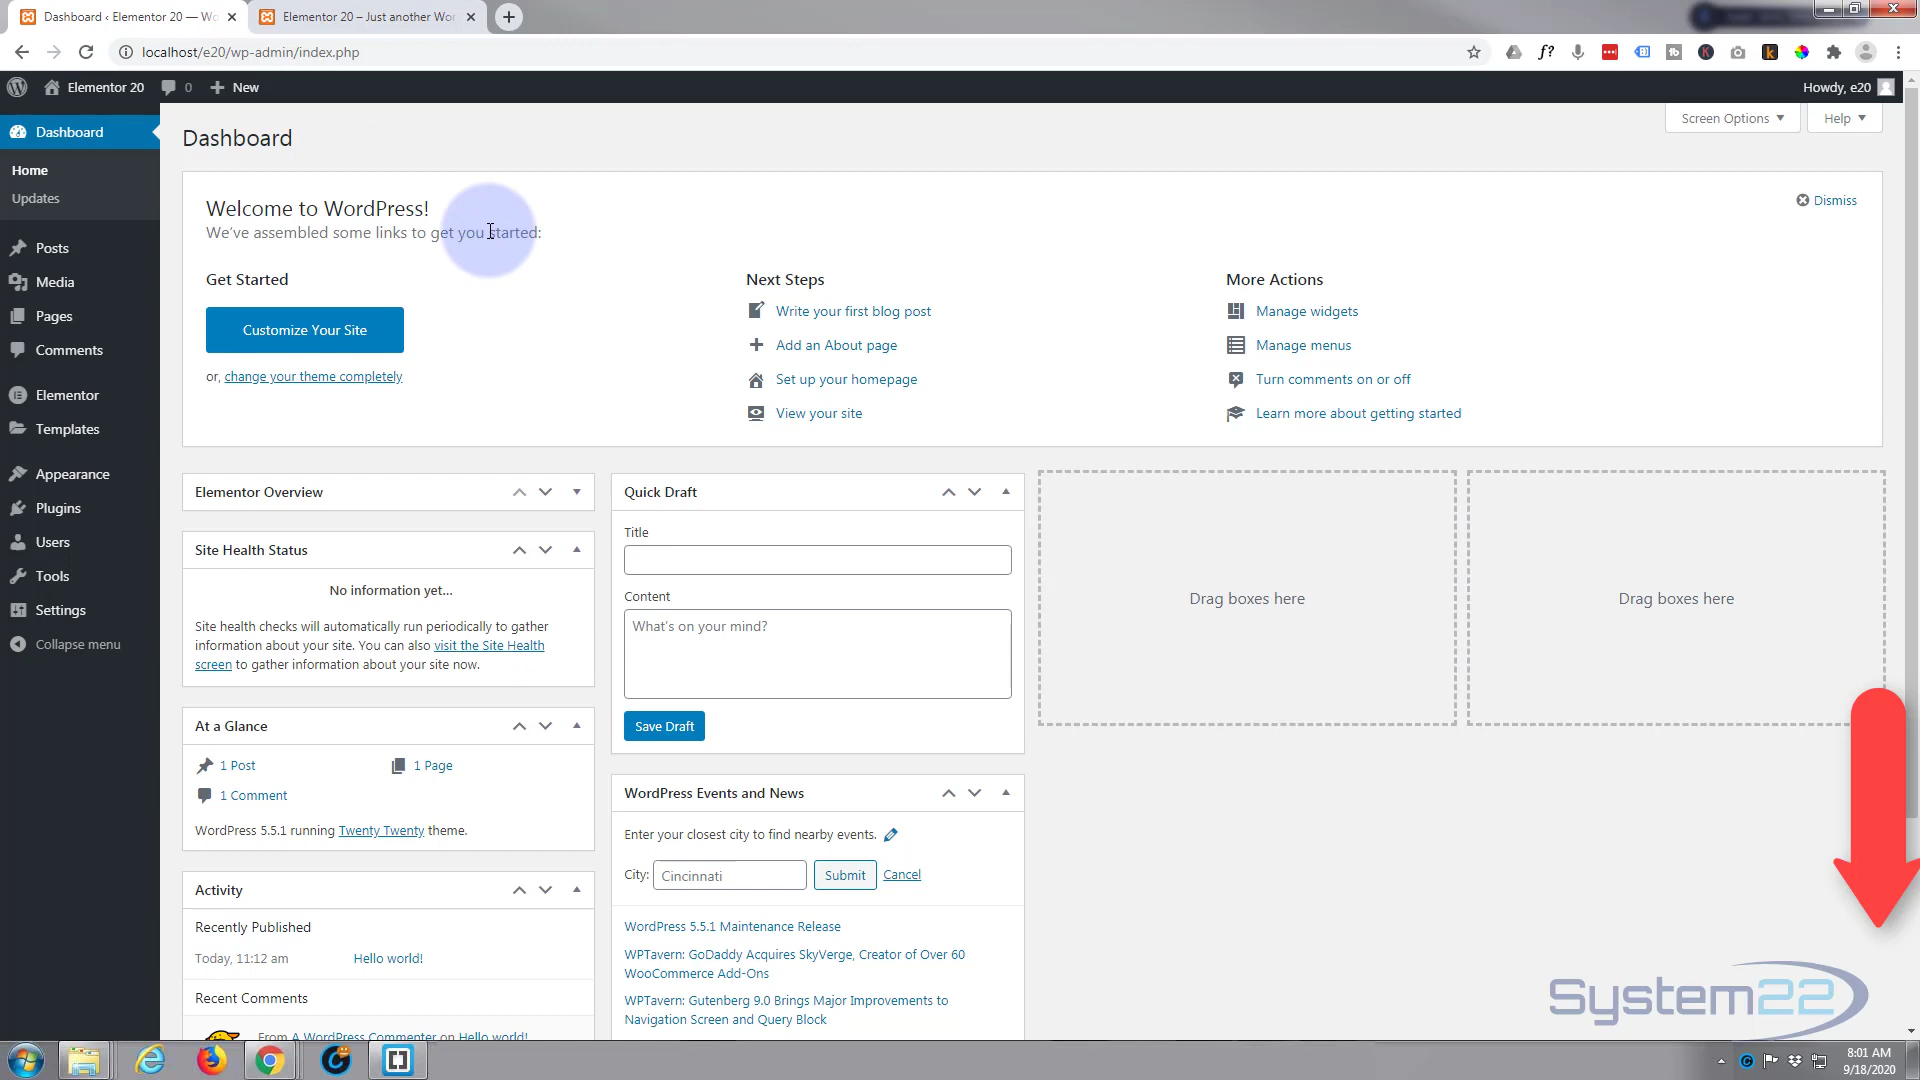 Dashboard ‹ Elementor 20 — Wo
Elementor 20 – Just another Wor
localhost/e20/wp-admin/index.php
Elementor 20
0
New
Howdy, e20
Dashboard
Home
Updates
Posts
Media
Pages
Comments
Elementor
Templates
Appearance
Plugins
Users
Tools
Settings
Collapse menu
Dashboard
Screen Options
Help
Welcome to WordPress!
Dismiss
We've assembled some links to get you started:
Get Started
Customize Your Site
or, change your theme completely
Next Steps
Write your first blog post
Add an About page
Set up your homepage
View your site
More Actions
Manage widgets
Manage menus
Turn comments on or off
Learn more about getting started
Elementor Overview
Site Health Status
No information yet...
Site health checks will automatically run periodically to gather
information about your site. You can also visit the Site Health
screen to gather information about your site now.
At a Glance
1 Post
1 Page
1 Comment
WordPress 5.5.1 running Twenty Twenty theme.
Activity
Recently Published
Today, 11:12 am
Hello world!
Recent Comments
From A WordPress Commenter on Hello world!
Quick Draft
Title
Content
What's on your mind?
Save Draft
WordPress Events and News
Enter your closest city to find nearby events.
City:
Cincinnati
Submit
Cancel
WordPress 5.5.1 Maintenance Release
WPTavern: GoDaddy Acquires SkyVerge, Creator of Over 60
WooCommerce Add-Ons
WPTavern: Gutenberg 9.0 Brings Major Improvements to
Navigation Screen and Query Block
Drag boxes here
Drag boxes here
System22
8:01 AM
9/18/2020